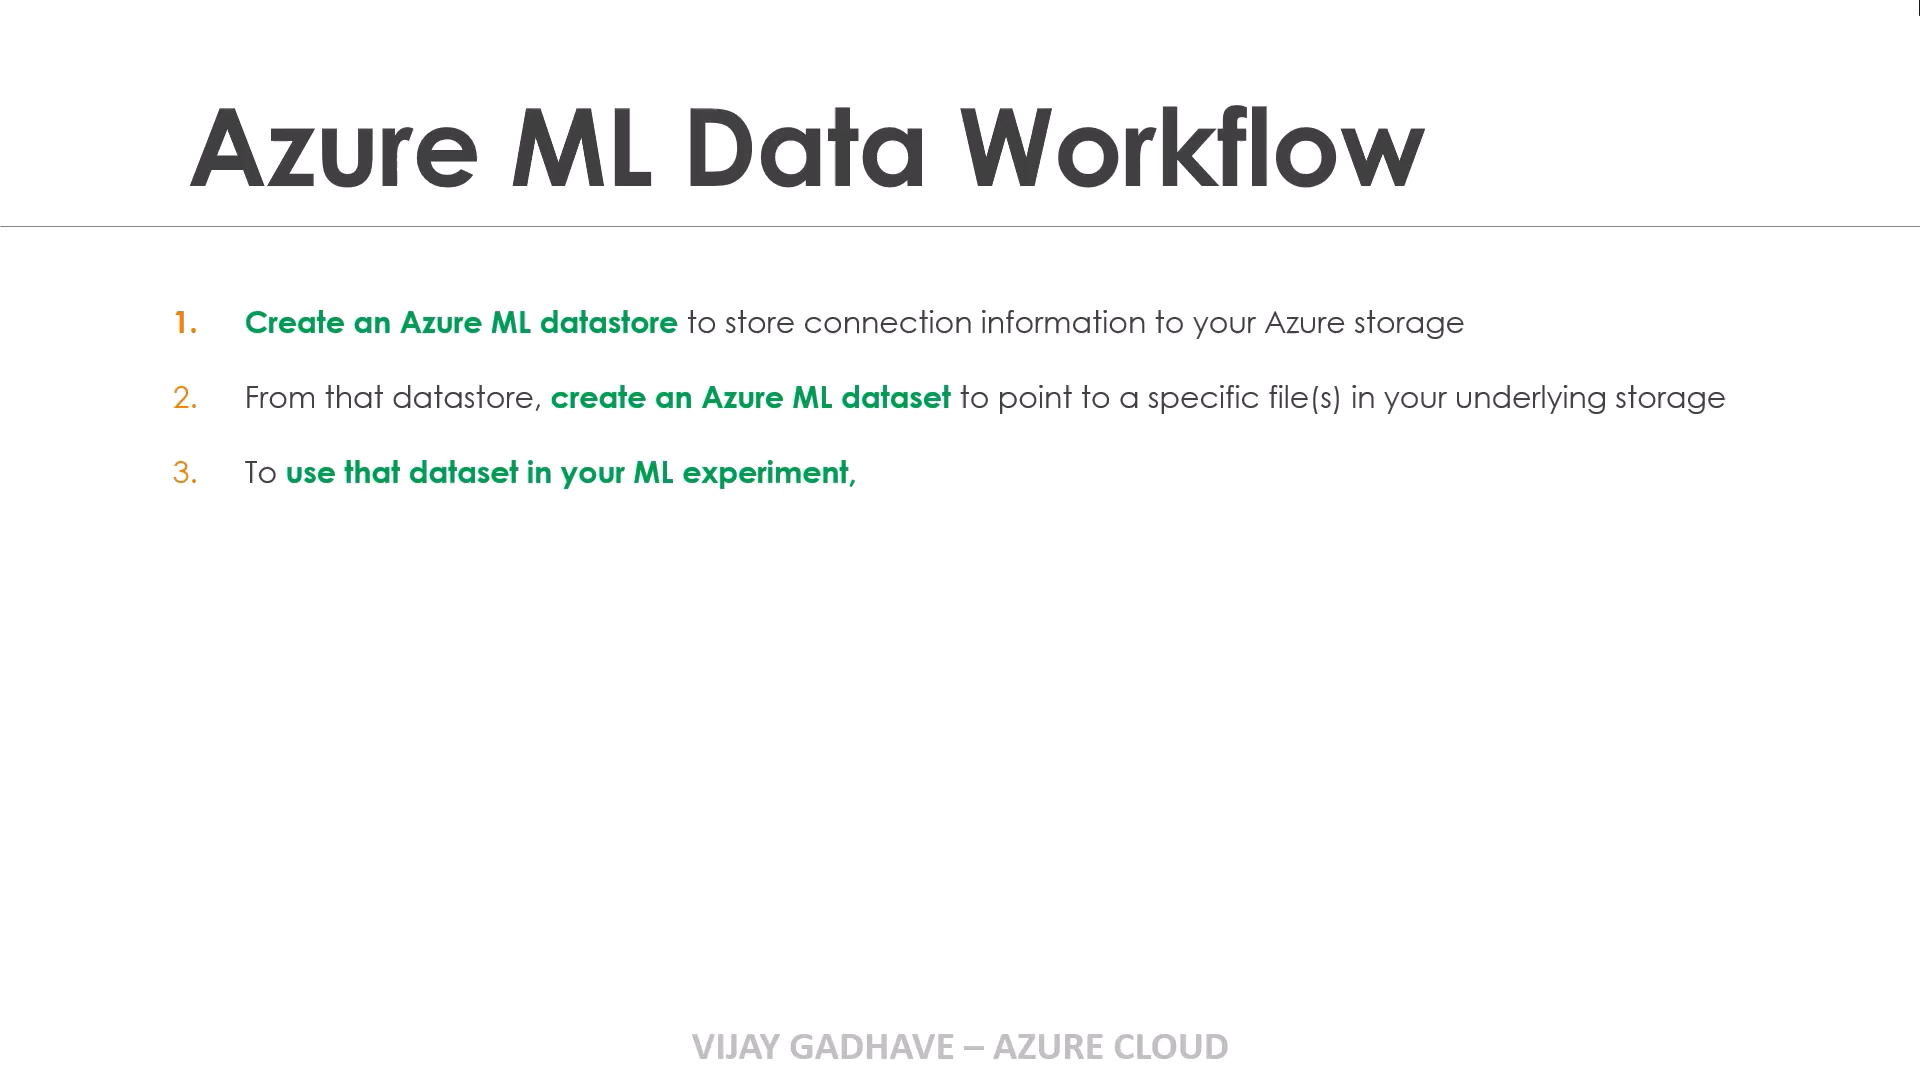 Azure ML Data Workflow
1. Create an Azure ML datastore to store connection information to your Azure storage
2. From that datastore, create an Azure ML dataset to point to a specific file(s) in your underlying storage
3. To use that dataset in your ML experiment,
VIJAY GADHAVE – AZURE CLOUD